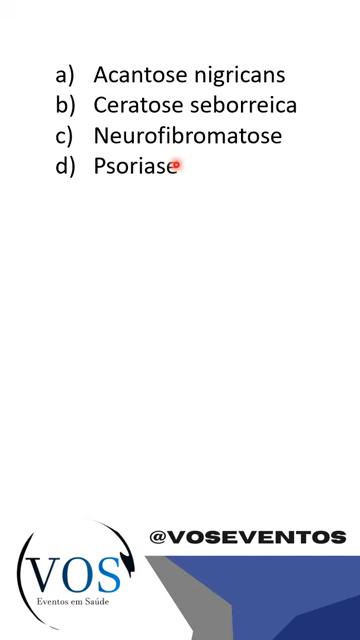 a) Acantose nigricans
b) Ceratose seborreica
c) Neurofibromatose
d) Psoriase
@VOSEVENTOS
VOS
Eventos em Saúde